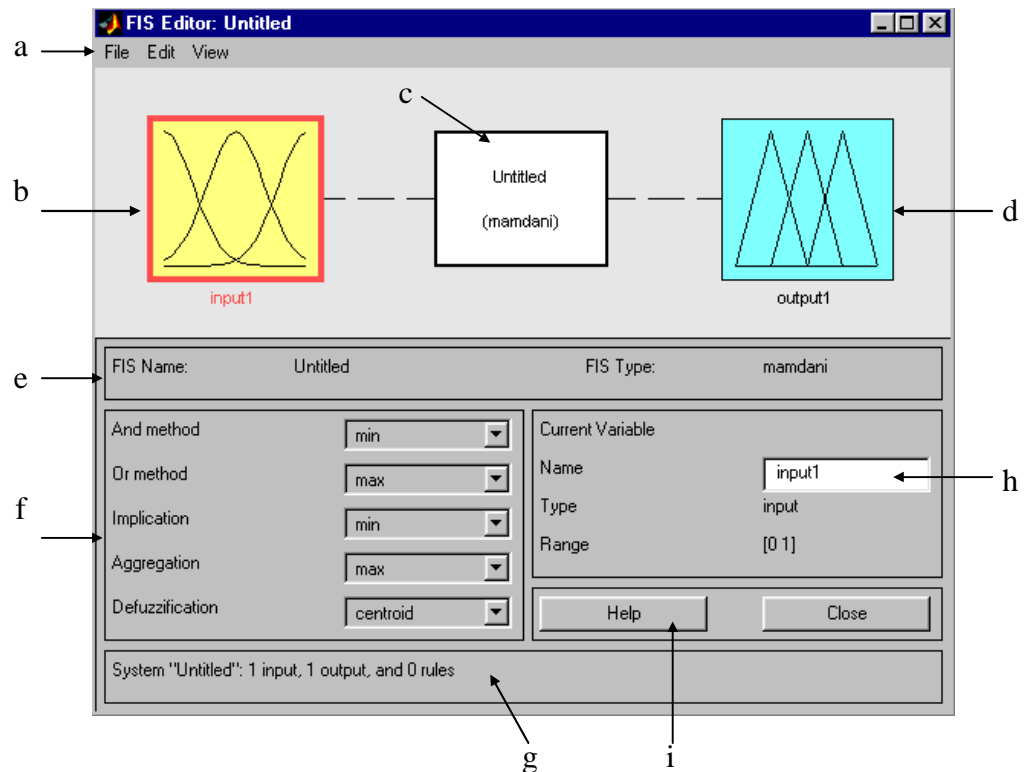 FIS Editor: Untitled
a
File Edit View
c
b
Untitled
(mamdani)
d
input1
output1
e
FIS Name: Untitled FIS Type: mamdani
f
And method min
Or method max
Implication min
Aggregation max
Defuzzification centroid
Current Variable
Name input1
h
Type input
Range [0 1]
Help Close
System "Untitled": 1 input, 1 output, and 0 rules
g
i